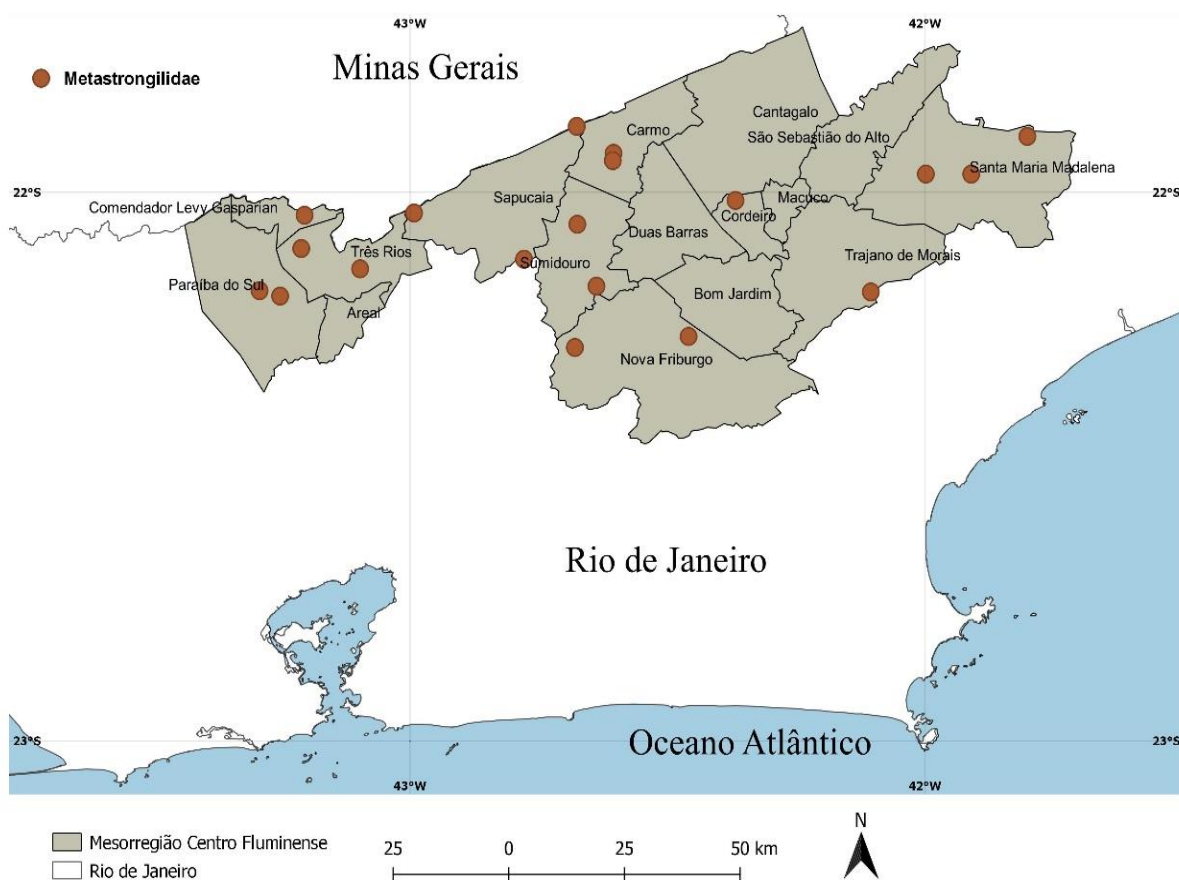 43°W
42°W
Minas Gerais
Metastrongilidae
Cantagalo
Carmo
São Sebastião do Alto
Santa Maria Madalena
22°S
22°S
Sapucaia
Macuco
Comendador Levy Gasparian
Cordeiro
Duas Barras
Três Rios
Trajano de Morais
Sumidouro
Paraíba do Sul
Bom Jardim
Areal
Nova Friburgo
Rio de Janeiro
23°S
Oceano Atlântico
23°S
43°W
42°W
N
Mesorregião Centro Fluminense
25 0 25 50 km
Rio de Janeiro